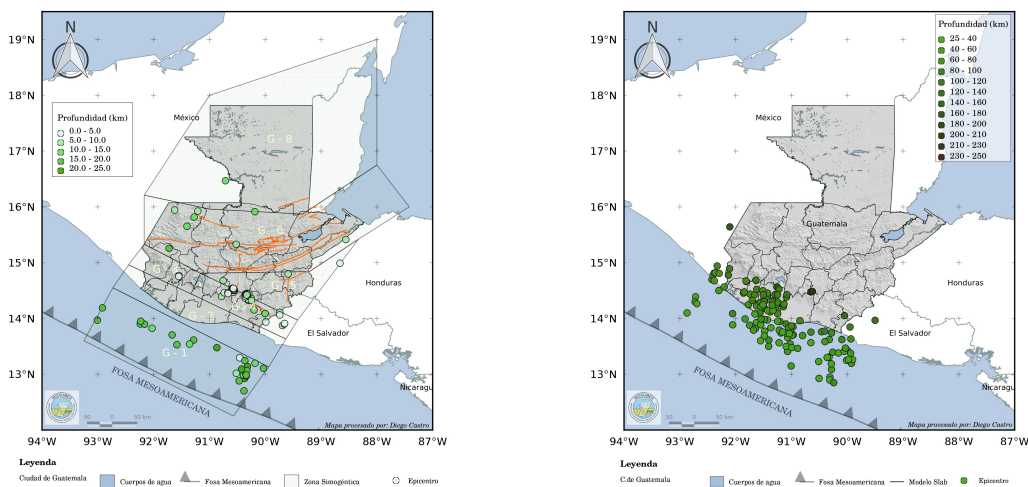 N
19°N
18°N
17°N
16°N
15°N
14°N
13°N
94°W
93°W
92°W
91°W
90°W
89°W
88°W
87°W
Profundidad (km)
0.0 - 5.0
5.0 - 10.0
10.0 - 15.0
15.0 - 20.0
20.0 - 25.0
México
G - 8
Honduras
El Salvador
Nicaragu
G - 1
FOSA MESOAMERICANA
50 0 50 km
Mapa procesado por: Diego Castro
Leyenda
Ciudad de Guatemala
Cuerpos de agua
Fosa Mesoamericana
Zona Simogéntica
Epicentro
N
19°N
18°N
17°N
16°N
15°N
14°N
13°N
94°W
93°W
92°W
91°W
90°W
89°W
88°W
87°W
Profundidad (km)
25 - 40
40 - 60
60 - 80
80 - 100
100 - 120
120 - 140
140 - 160
160 - 180
180 - 200
200 - 210
210 - 230
230 - 250
México
Guatemala
Honduras
El Salvador
Nicaragu
FOSA MESOAMERICANA
50 0 50 km
Mapa procesado por: Diego Castro
Leyenda
C.de Guatemala
Cuerpos de agua
Fosa Mesoamericana
Modelo Slab
Epicentro